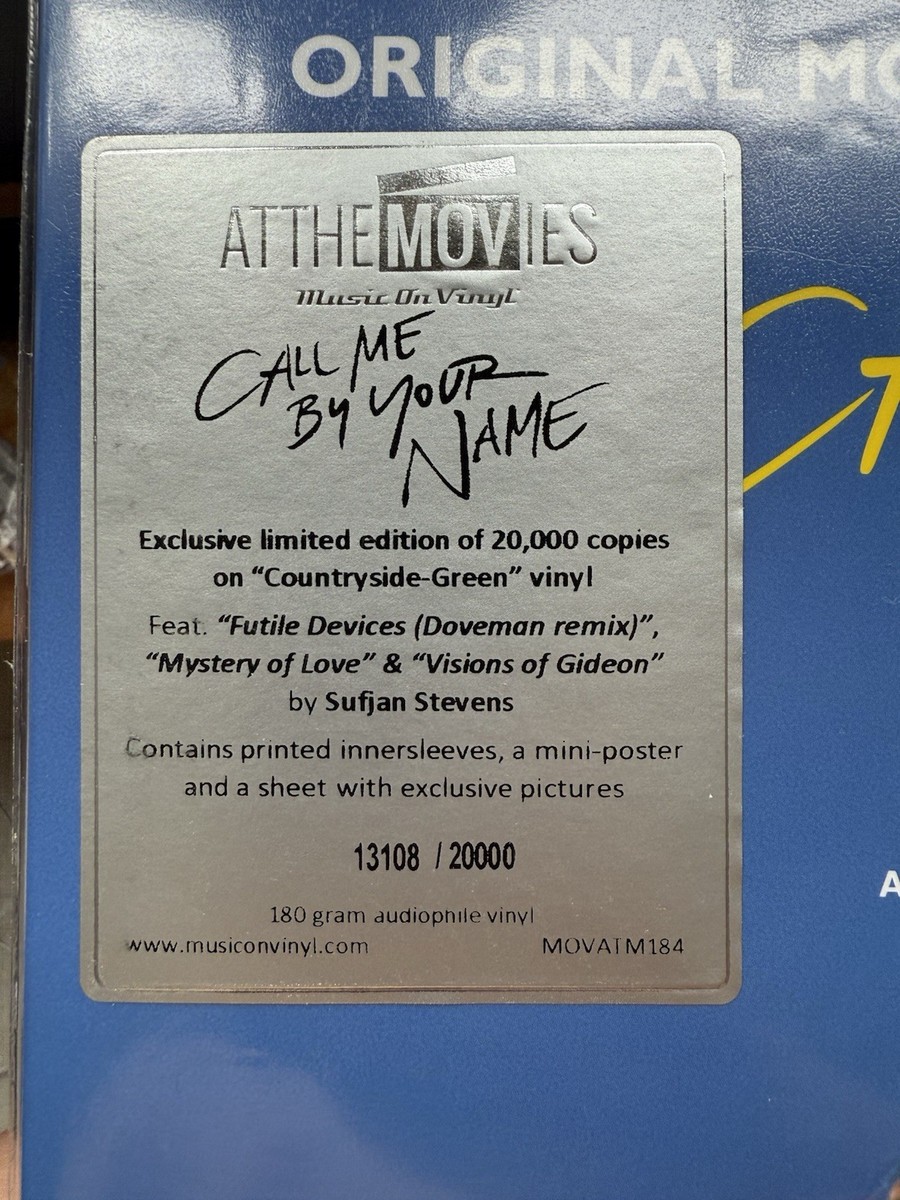 ORIGINAL
ATTHEMOVIES
Music On Vinyl
CALL ME
BY YOUR
NAME
Exclusive limited edition of 20,000 copies
on “Countryside-Green” vinyl
Feat. “Futile Devices (Doveman remix)”,
“Mystery of Love” & “Visions of Gideon”
by Sufjan Stevens
Contains printed innersleeves, a mini-poster
and a sheet with exclusive pictures
13108 / 20000
180 gram audiophile vinyl
www.musiconvinyl.com MOVATM184